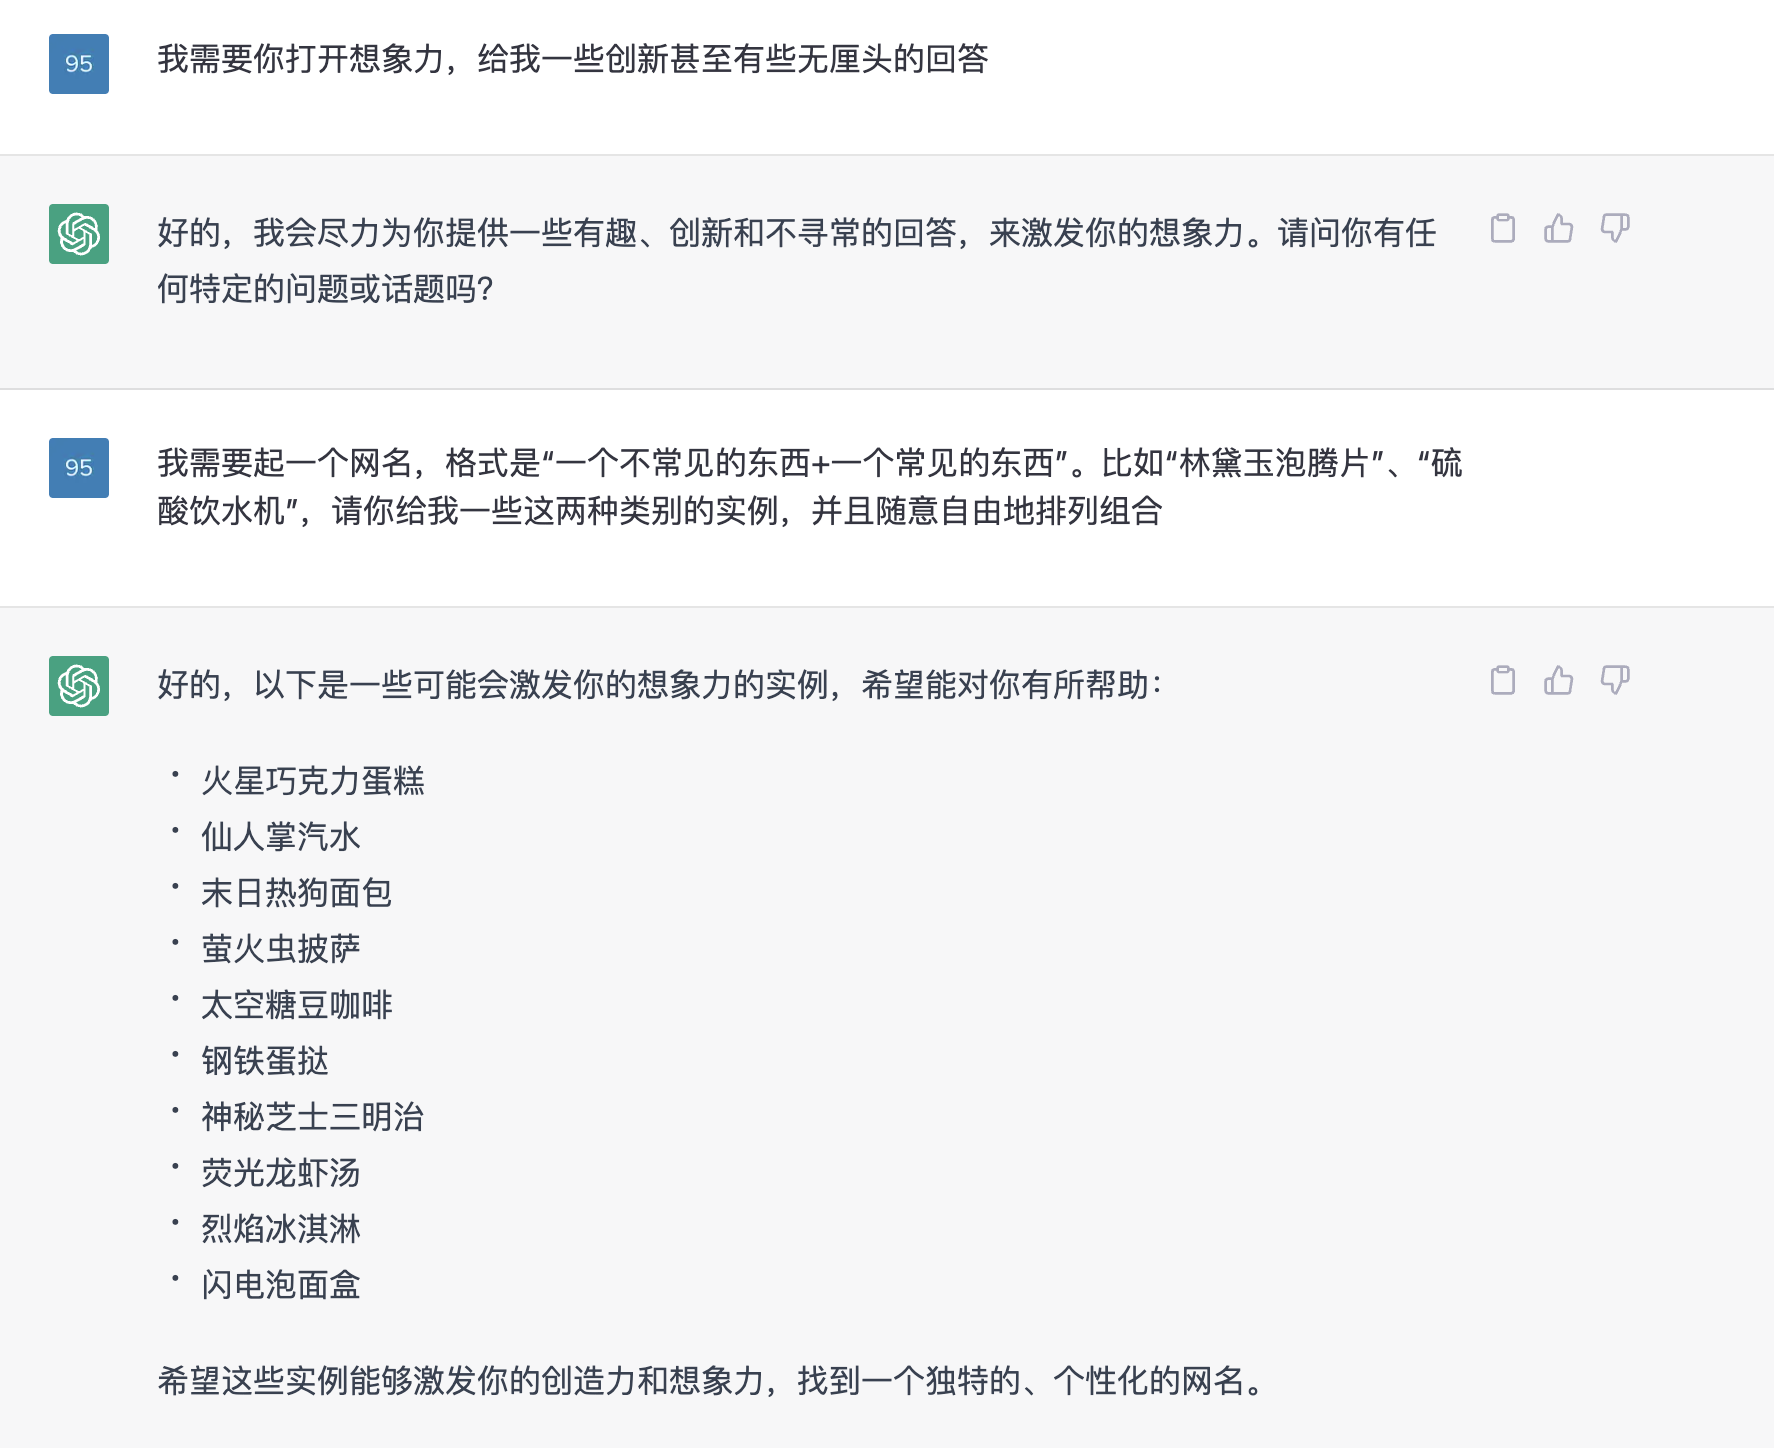 95
我需要你打开想象力，给我一些创新甚至有些无厘头的回答
好的，我会尽力为你提供一些有趣、创新和不寻常的回答，来激发你的想象力。请问你有任
何特定的问题或话题吗？
95
我需要起一个网名，格式是“一个不常见的东西+一个常见的东西”。比如“林黛玉泡腾片”、“硫
酸饮水机”，请你给我一些这两种类别的实例，并且随意自由地排列组合
好的，以下是一些可能会激发你的想象力的实例，希望能对你有所帮助：
• 火星巧克力蛋糕
• 仙人掌汽水
• 末日热狗面包
• 萤火虫披萨
• 太空糖豆咖啡
• 钢铁蛋挞
• 神秘芝士三明治
• 荧光龙虾汤
• 烈焰冰淇淋
• 闪电泡面盒
希望这些实例能够激发你的创造力和想象力，找到一个独特的、个性化的网名。